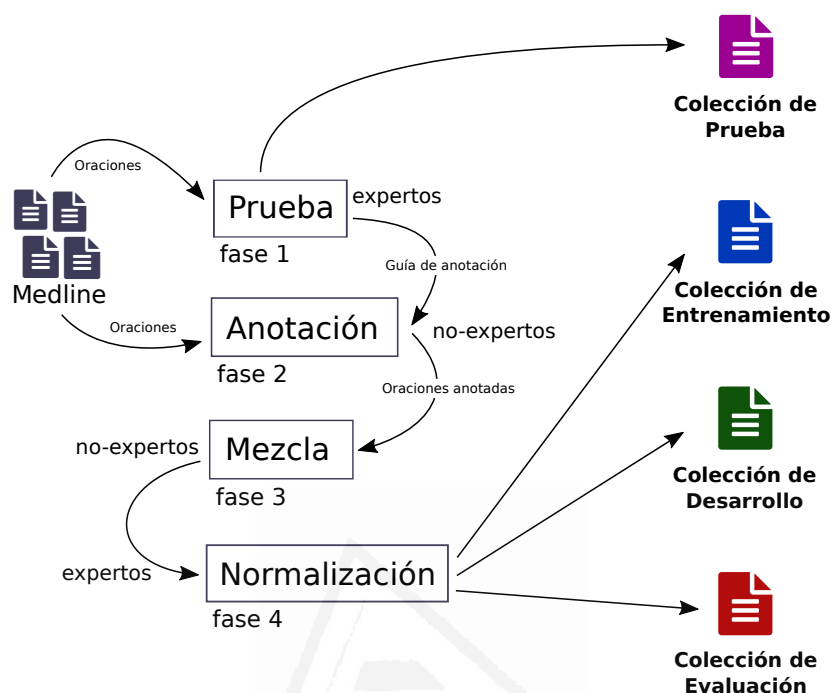 Colección de
Prueba
Oraciones
Prueba
expertos
fase 1
Guía de anotación
Medline
Oraciones
Anotación
no-expertos
fase 2
Oraciones anotadas
Colección de
Entrenamiento
no-expertos
Mezcla
fase 3
Colección de
Desarrollo
expertos
Normalización
fase 4
Colección de
Evaluación